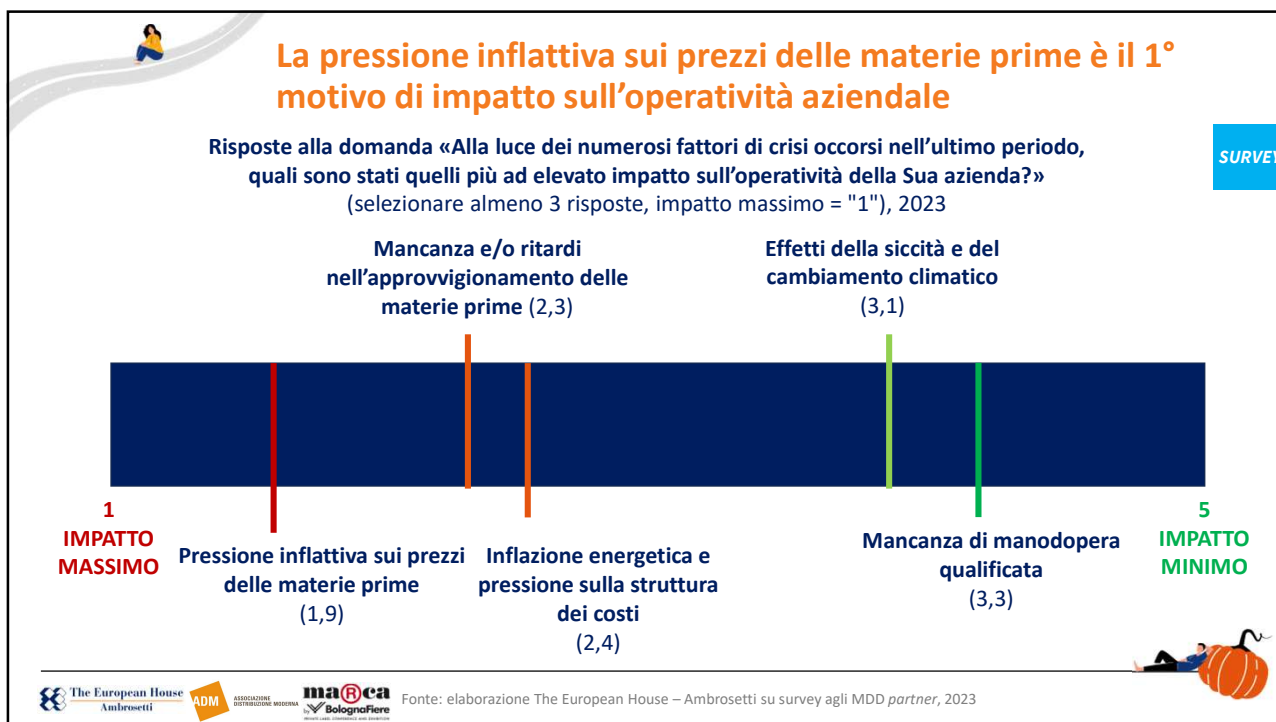 La pressione inflattiva sui prezzi delle materie prime è il 1°
motivo di impatto sull'operatività aziendale
Risposte alla domanda «Alla luce dei numerosi fattori di crisi occorsi nell'ultimo periodo,
quali sono stati quelli più ad elevato impatto sull'operatività della Sua azienda?»
(selezionare almeno 3 risposte, impatto massimo = "1"), 2023
SURVEY
Mancanza e/o ritardi
nell'approvvigionamento delle
materie prime (2,3)
Effetti della siccità e del
cambiamento climatico
(3,1)
1
IMPATTO
MASSIMO
Pressione inflattiva sui prezzi
delle materie prime
(1,9)
Inflazione energetica e
pressione sulla struttura
dei costi
(2,4)
Mancanza di manodopera
qualificata
(3,3)
5
IMPATTO
MINIMO
The European House
Ambrosetti
ADM
ASSOCIAZIONE
DISTRIBUZIONE MODERNA
maRca
by BolognaFiere
PRIVATE LABEL CONFERENCE AND EXHIBITION
Fonte: elaborazione The European House – Ambrosetti su survey agli MDD partner, 2023